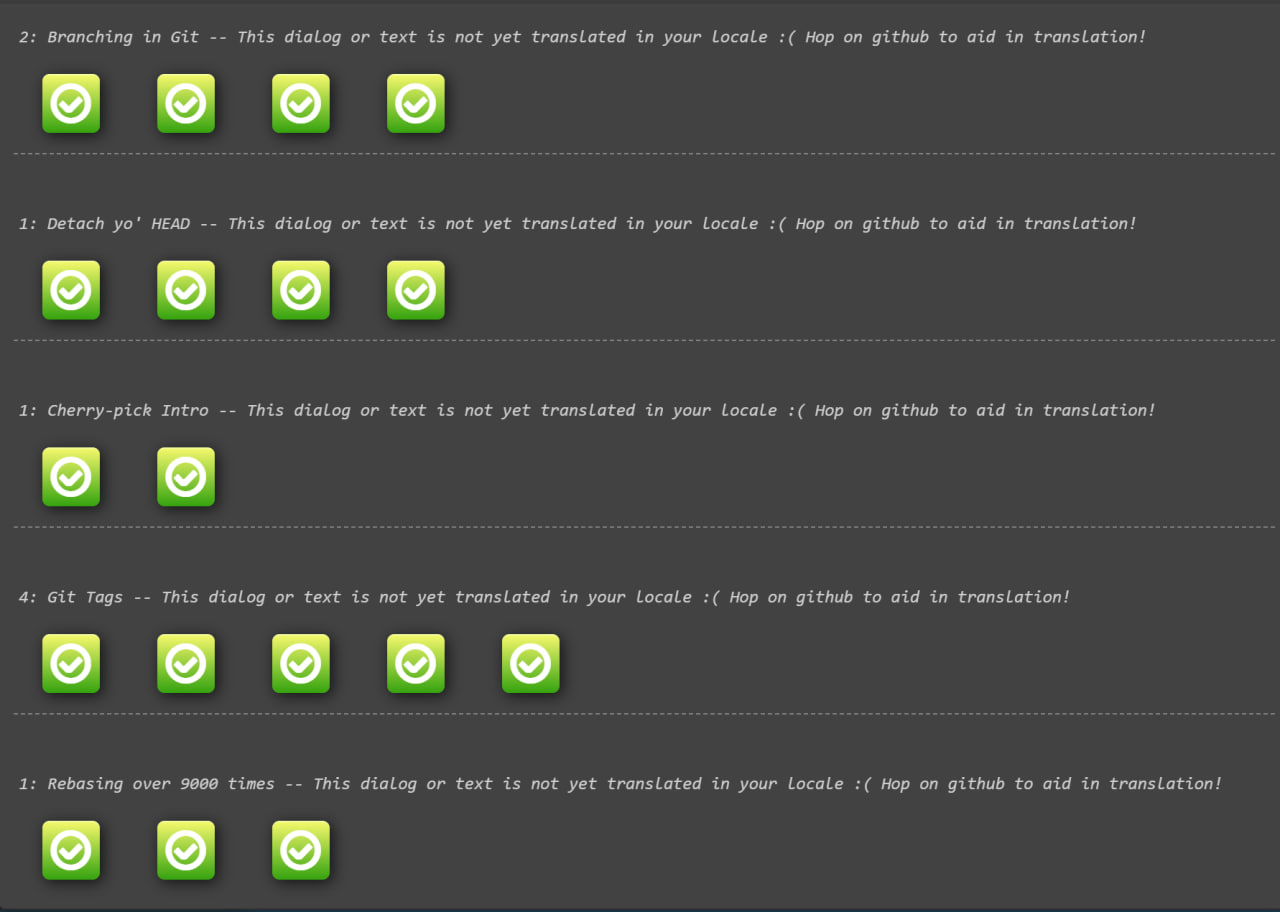 2: Branching in Git -- This dialog or text is not yet translated in your locale :( Hop on github to aid in translation!
1: Detach yo' HEAD -- This dialog or text is not yet translated in your locale :( Hop on github to aid in translation!
1: Cherry-pick Intro -- This dialog or text is not yet translated in your locale :( Hop on github to aid in translation!
4: Git Tags -- This dialog or text is not yet translated in your locale :( Hop on github to aid in translation!
1: Rebasing over 9000 times -- This dialog or text is not yet translated in your locale :( Hop on github to aid in translation!